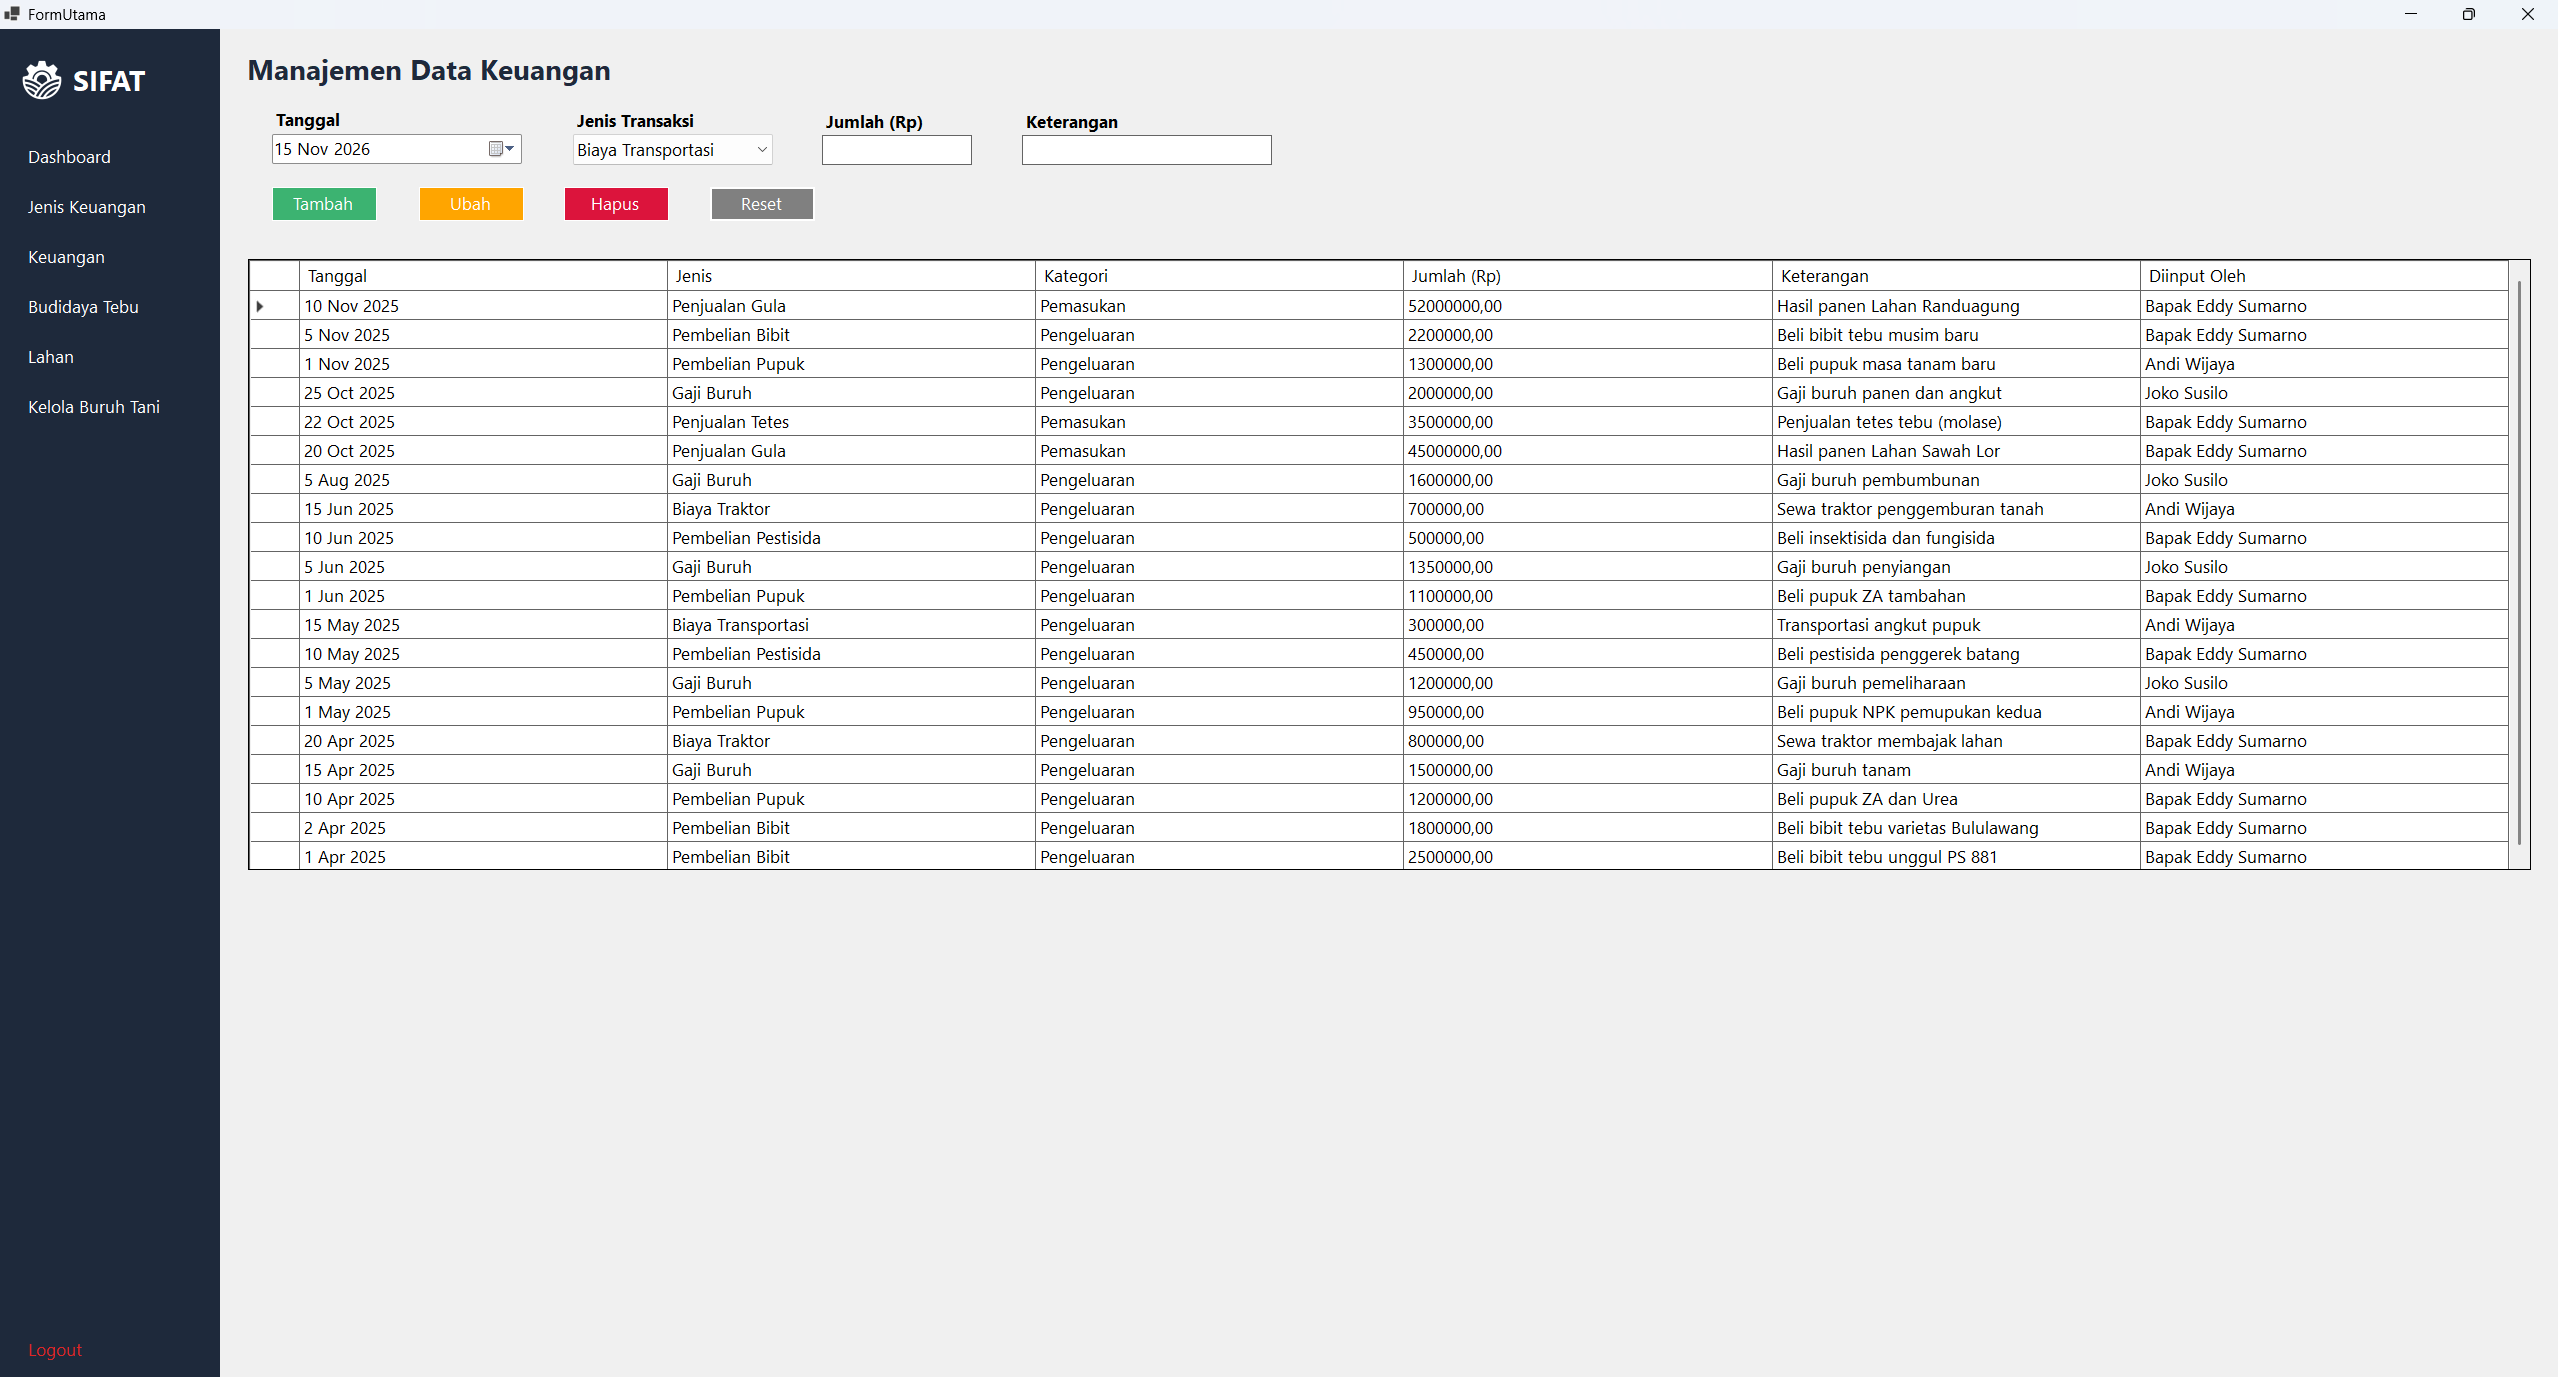 FormUtama
SIFAT
Dashboard
Jenis Keuangan
Keuangan
Budidaya Tebu
Lahan
Kelola Buruh Tani
Logout
Manajemen Data Keuangan
Tanggal Jenis Transaksi Jumlah (Rp) Keterangan
15 Nov 2026 Biaya Transportasi
Tambah Ubah Hapus Reset
Tanggal Jenis Kategori Jumlah (Rp) Keterangan Diinput Oleh
10 Nov 2025 Penjualan Gula Pemasukan 52000000,00 Hasil panen Lahan Randuagung Bapak Eddy Sumarno
5 Nov 2025 Pembelian Bibit Pengeluaran 2200000,00 Beli bibit tebu musim baru Bapak Eddy Sumarno
1 Nov 2025 Pembelian Pupuk Pengeluaran 1300000,00 Beli pupuk masa tanam baru Andi Wijaya
25 Oct 2025 Gaji Buruh Pengeluaran 2000000,00 Gaji buruh panen dan angkut Joko Susilo
22 Oct 2025 Penjualan Tetes Pemasukan 3500000,00 Penjualan tetes tebu (molase) Bapak Eddy Sumarno
20 Oct 2025 Penjualan Gula Pemasukan 45000000,00 Hasil panen Lahan Sawah Lor Bapak Eddy Sumarno
5 Aug 2025 Gaji Buruh Pengeluaran 1600000,00 Gaji buruh pembumbunan Joko Susilo
15 Jun 2025 Biaya Traktor Pengeluaran 700000,00 Sewa traktor penggemburan tanah Andi Wijaya
10 Jun 2025 Pembelian Pestisida Pengeluaran 500000,00 Beli insektisida dan fungisida Bapak Eddy Sumarno
5 Jun 2025 Gaji Buruh Pengeluaran 1350000,00 Gaji buruh penyiangan Joko Susilo
1 Jun 2025 Pembelian Pupuk Pengeluaran 1100000,00 Beli pupuk ZA tambahan Bapak Eddy Sumarno
15 May 2025 Biaya Transportasi Pengeluaran 300000,00 Transportasi angkut pupuk Andi Wijaya
10 May 2025 Pembelian Pestisida Pengeluaran 450000,00 Beli pestisida penggerek batang Bapak Eddy Sumarno
5 May 2025 Gaji Buruh Pengeluaran 1200000,00 Gaji buruh pemeliharaan Joko Susilo
1 May 2025 Pembelian Pupuk Pengeluaran 950000,00 Beli pupuk NPK pemupukan kedua Andi Wijaya
20 Apr 2025 Biaya Traktor Pengeluaran 800000,00 Sewa traktor membajak lahan Bapak Eddy Sumarno
15 Apr 2025 Gaji Buruh Pengeluaran 1500000,00 Gaji buruh tanam Andi Wijaya
10 Apr 2025 Pembelian Pupuk Pengeluaran 1200000,00 Beli pupuk ZA dan Urea Bapak Eddy Sumarno
2 Apr 2025 Pembelian Bibit Pengeluaran 1800000,00 Beli bibit tebu varietas Bululawang Bapak Eddy Sumarno
1 Apr 2025 Pembelian Bibit Pengeluaran 2500000,00 Beli bibit tebu unggul PS 881 Bapak Eddy Sumarno